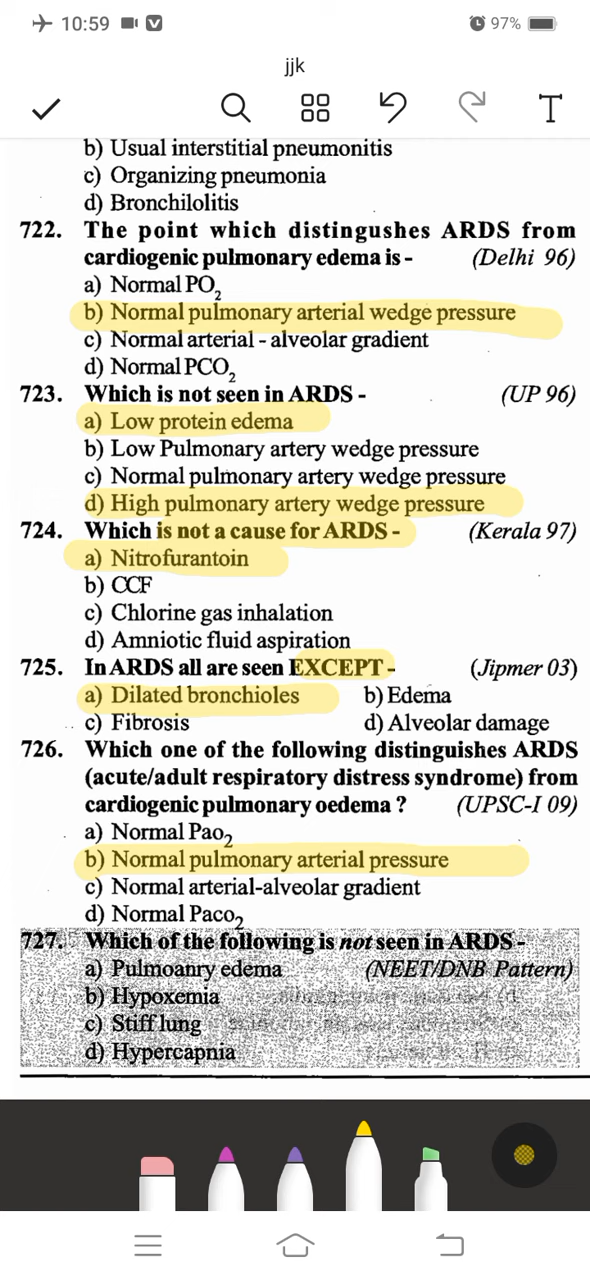 10:59
97%
jjk
T
b) Usual interstitial pneumonitis
c) Organizing pneumonia
d) Bronchilolitis
722. The point which distingushes ARDS from
cardiogenic pulmonary edema is - (Delhi 96)
a) Normal PO2
b) Normal pulmonary arterial wedge pressure
c) Normal arterial - alveolar gradient
d) Normal PCO2
723. Which is not seen in ARDS - (UP 96)
a) Low protein edema
b) Low Pulmonary artery wedge pressure
c) Normal pulmonary artery wedge pressure
d) High pulmonary artery wedge pressure
724. Which is not a cause for ARDS - (Kerala 97)
a) Nitrofurantoin
b) CCF
c) Chlorine gas inhalation
d) Amniotic fluid aspiration
725. In ARDS all are seen EXCEPT - (Jipmer 03)
a) Dilated bronchioles b) Edema
c) Fibrosis d) Alveolar damage
726. Which one of the following distinguishes ARDS
(acute/adult respiratory distress syndrome) from
cardiogenic pulmonary oedema ? (UPSC-I 09)
a) Normal Pao2
b) Normal pulmonary arterial pressure
c) Normal arterial-alveolar gradient
d) Normal Paco2
727. Which of the following is not seen in ARDS -
a) Pulmoanry edema (NEET/DNB Pattern)
b) Hypoxemia
c) Stiff lung
d) Hypercapnia